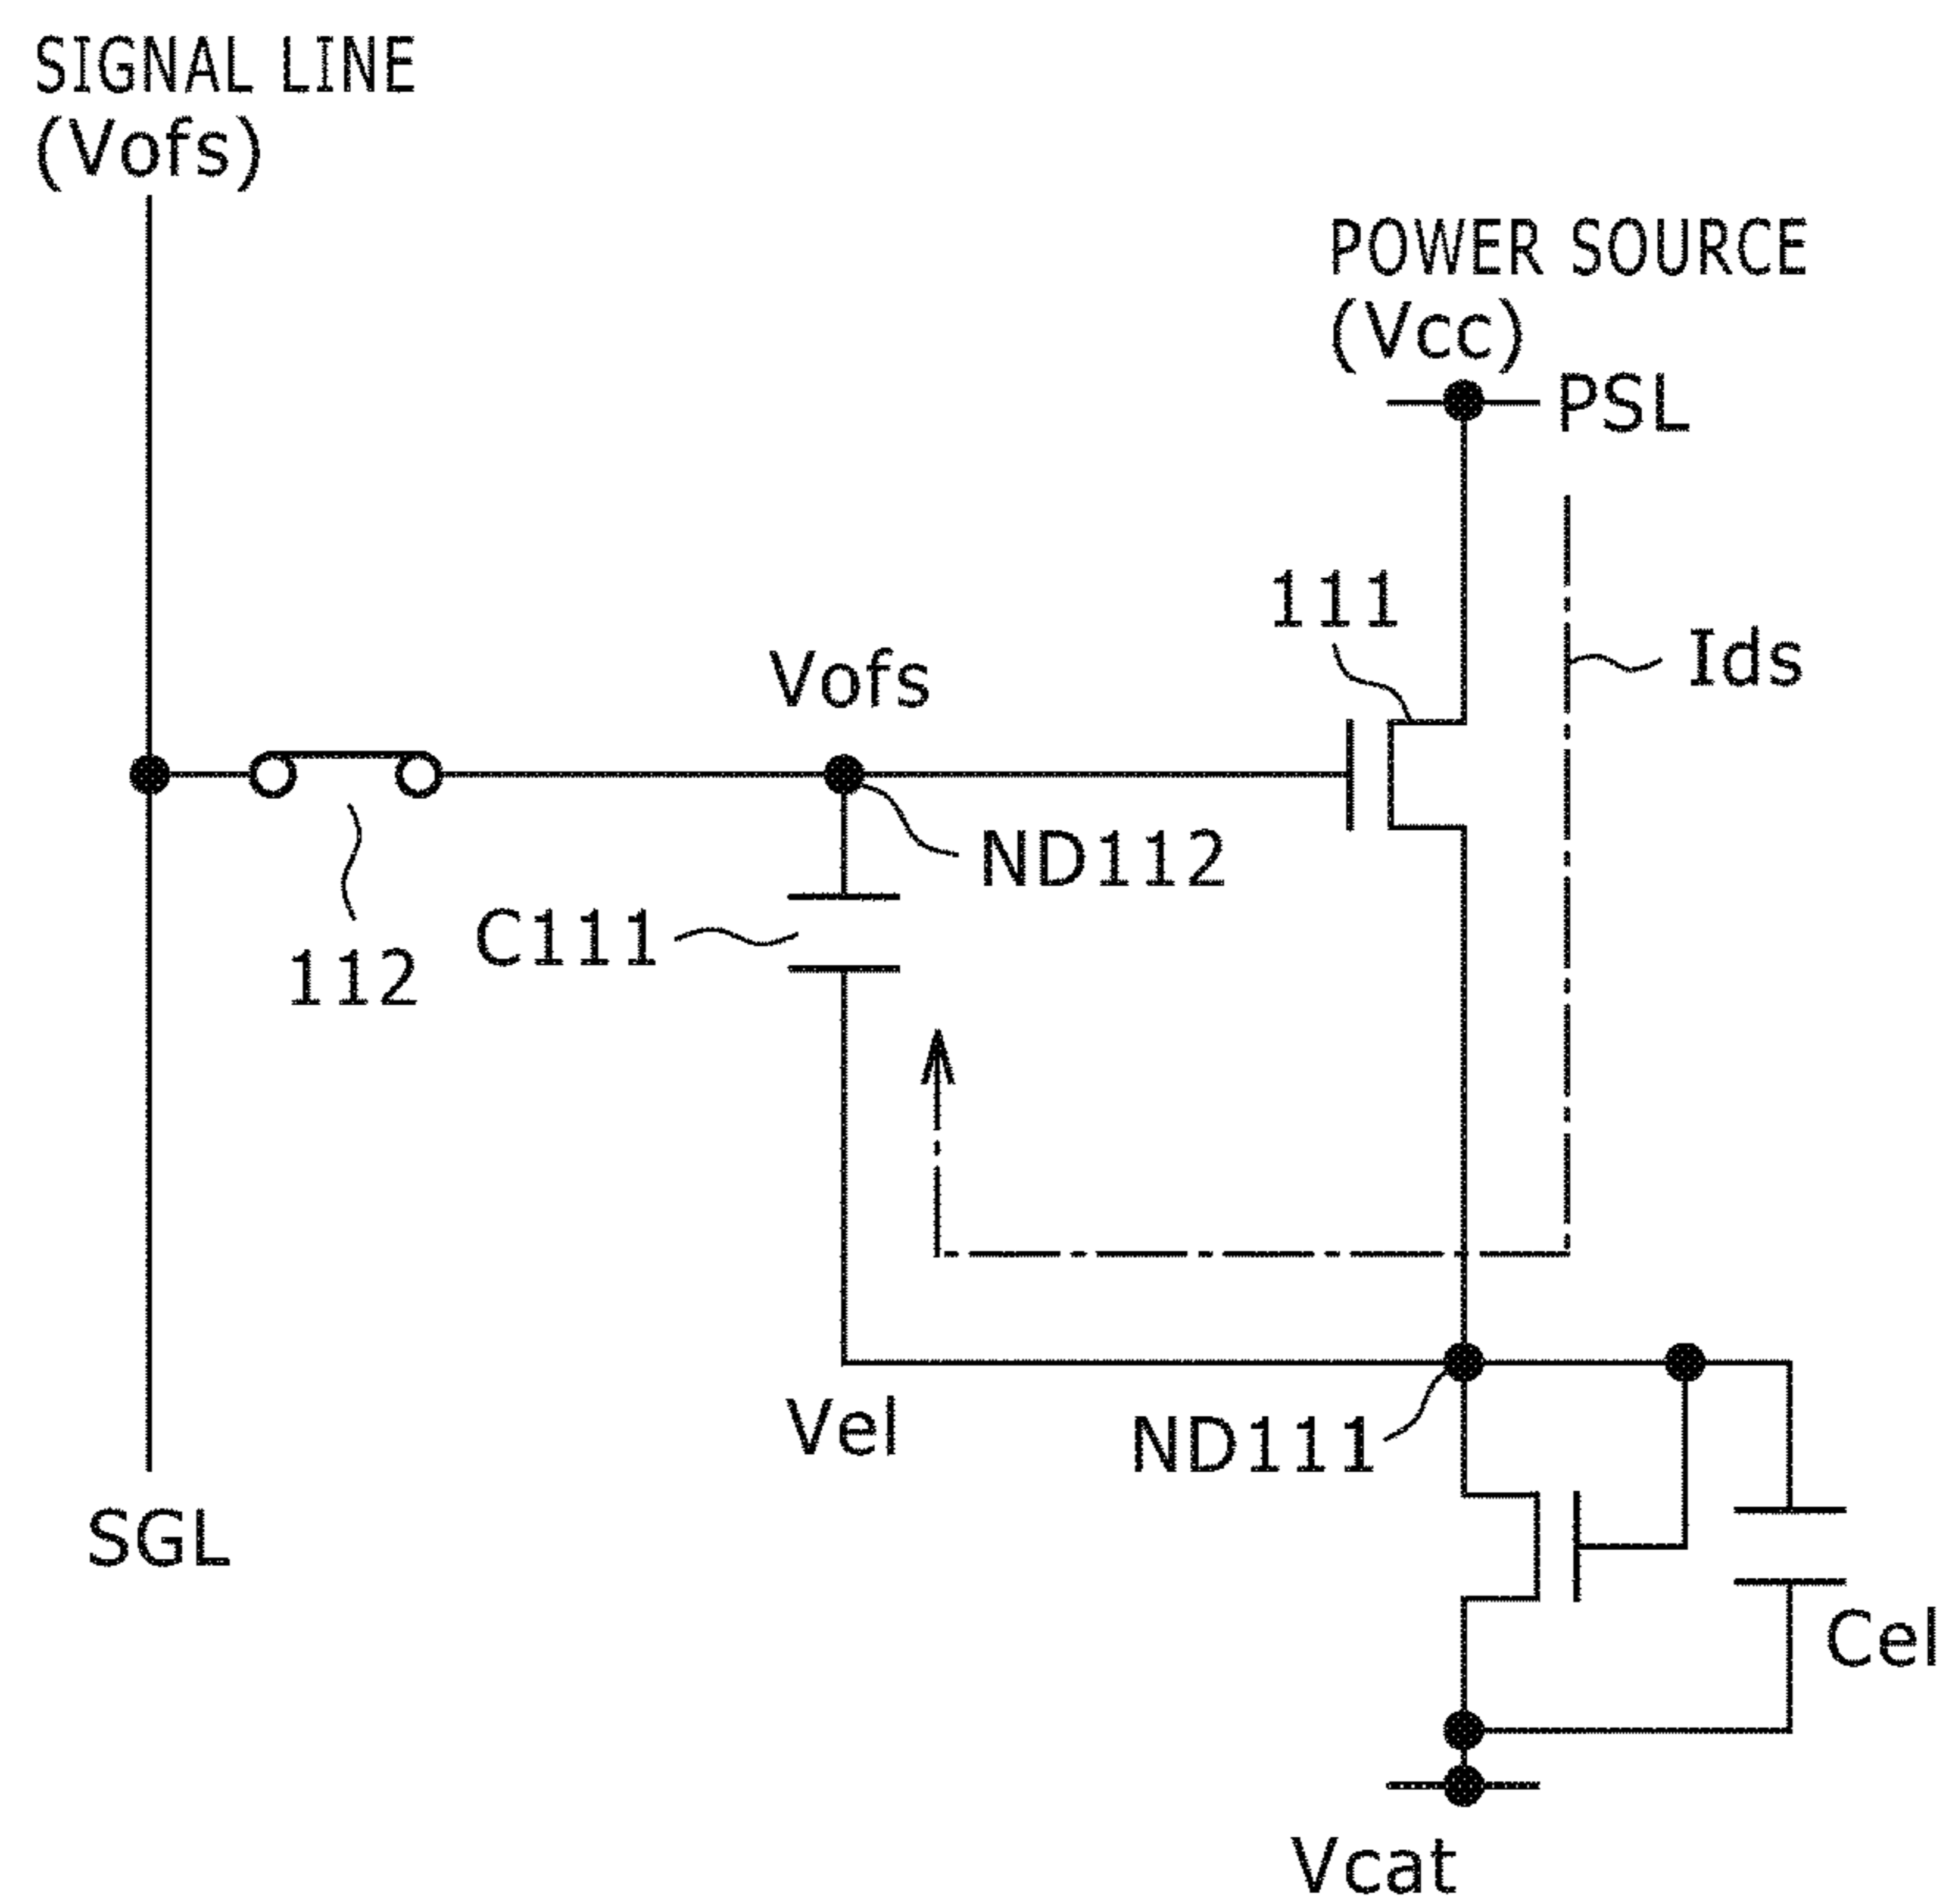 SIGNAL LINE
(Vofs)
POWER SOURCE
(Vcc)
PSL
111
Ids
Vofs
ND112
C111
112
Vel
ND111
SGL
Cel
Vcat